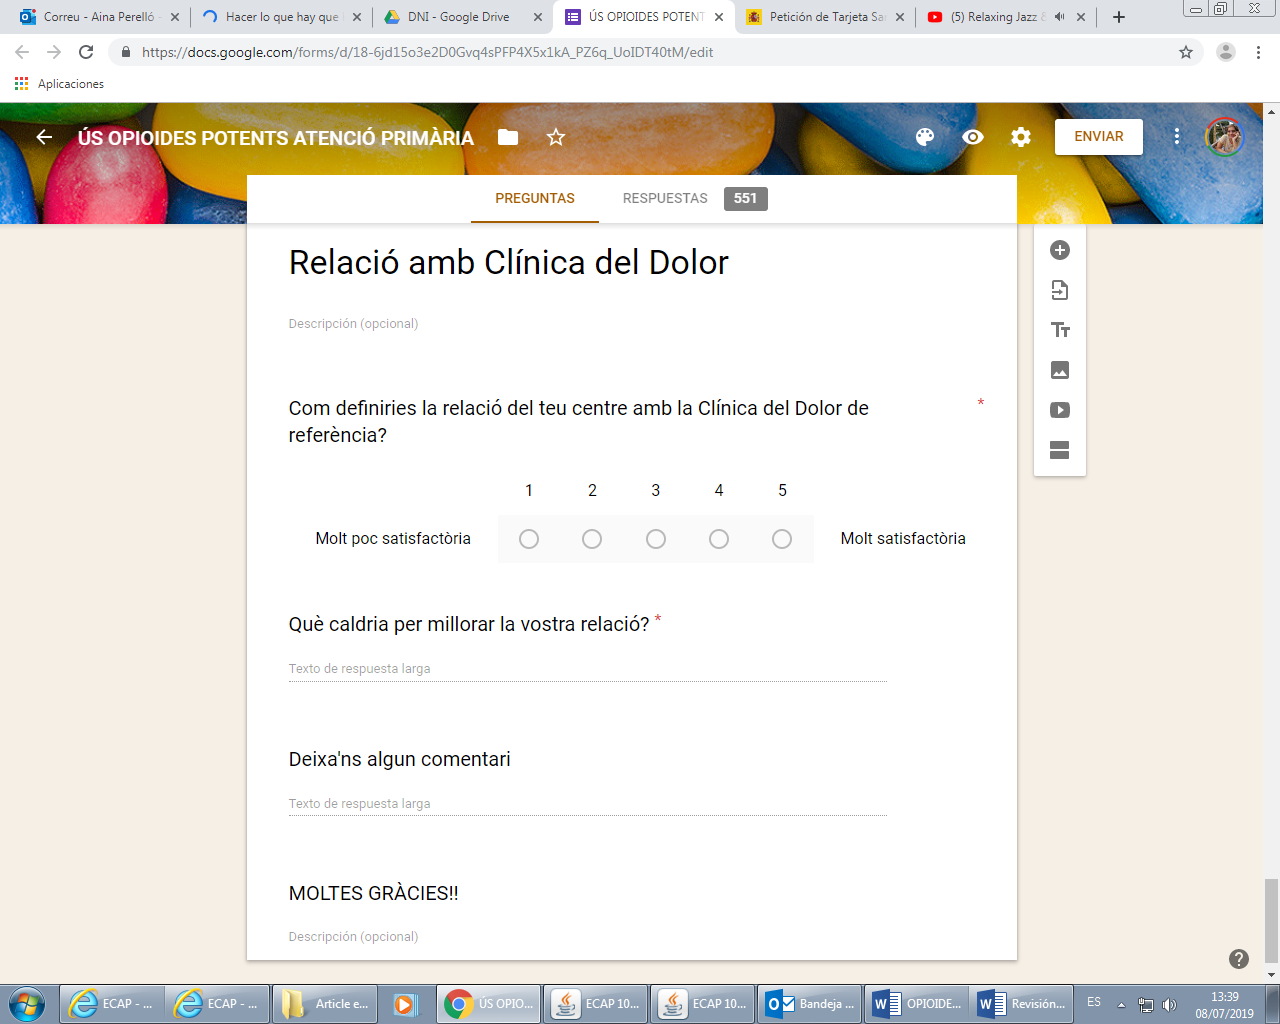 Correu - Aina Perelló
Hacer lo que hay que
DNI - Google Drive
ÚS OPIOIDES POTENT
Petición de Tarjeta Sa
(5) Relaxing Jazz
https://docs.google.com/forms/d/18-6jd15o3e2D0Gvq4sPFP4X5x1kA_PZ6q_UoIDT40tM/edit
Aplicaciones
ÚS OPIOIDES POTENTS ATENCIÓ PRIMÀRIA
ENVIAR
PREGUNTAS
RESPUESTAS 551
Relació amb Clínica del Dolor
Descripción (opcional)
Com definiries la relació del teu centre amb la Clínica del Dolor de *
referència?
1 2 3 4 5
Molt poc satisfactòria
Molt satisfactòria
Què caldria per millorar la vostra relació? *
Texto de respuesta larga
Deixa'ns algun comentari
Texto de respuesta larga
MOLTES GRÀCIES!!
Descripción (opcional)
ECAP - ...
ECAP - ...
Article e...
ÚS OPIO...
ECAP 10...
ECAP 10...
Bandeja ...
OPIOIDE...
Revisión...
ES
13:39
08/07/2019